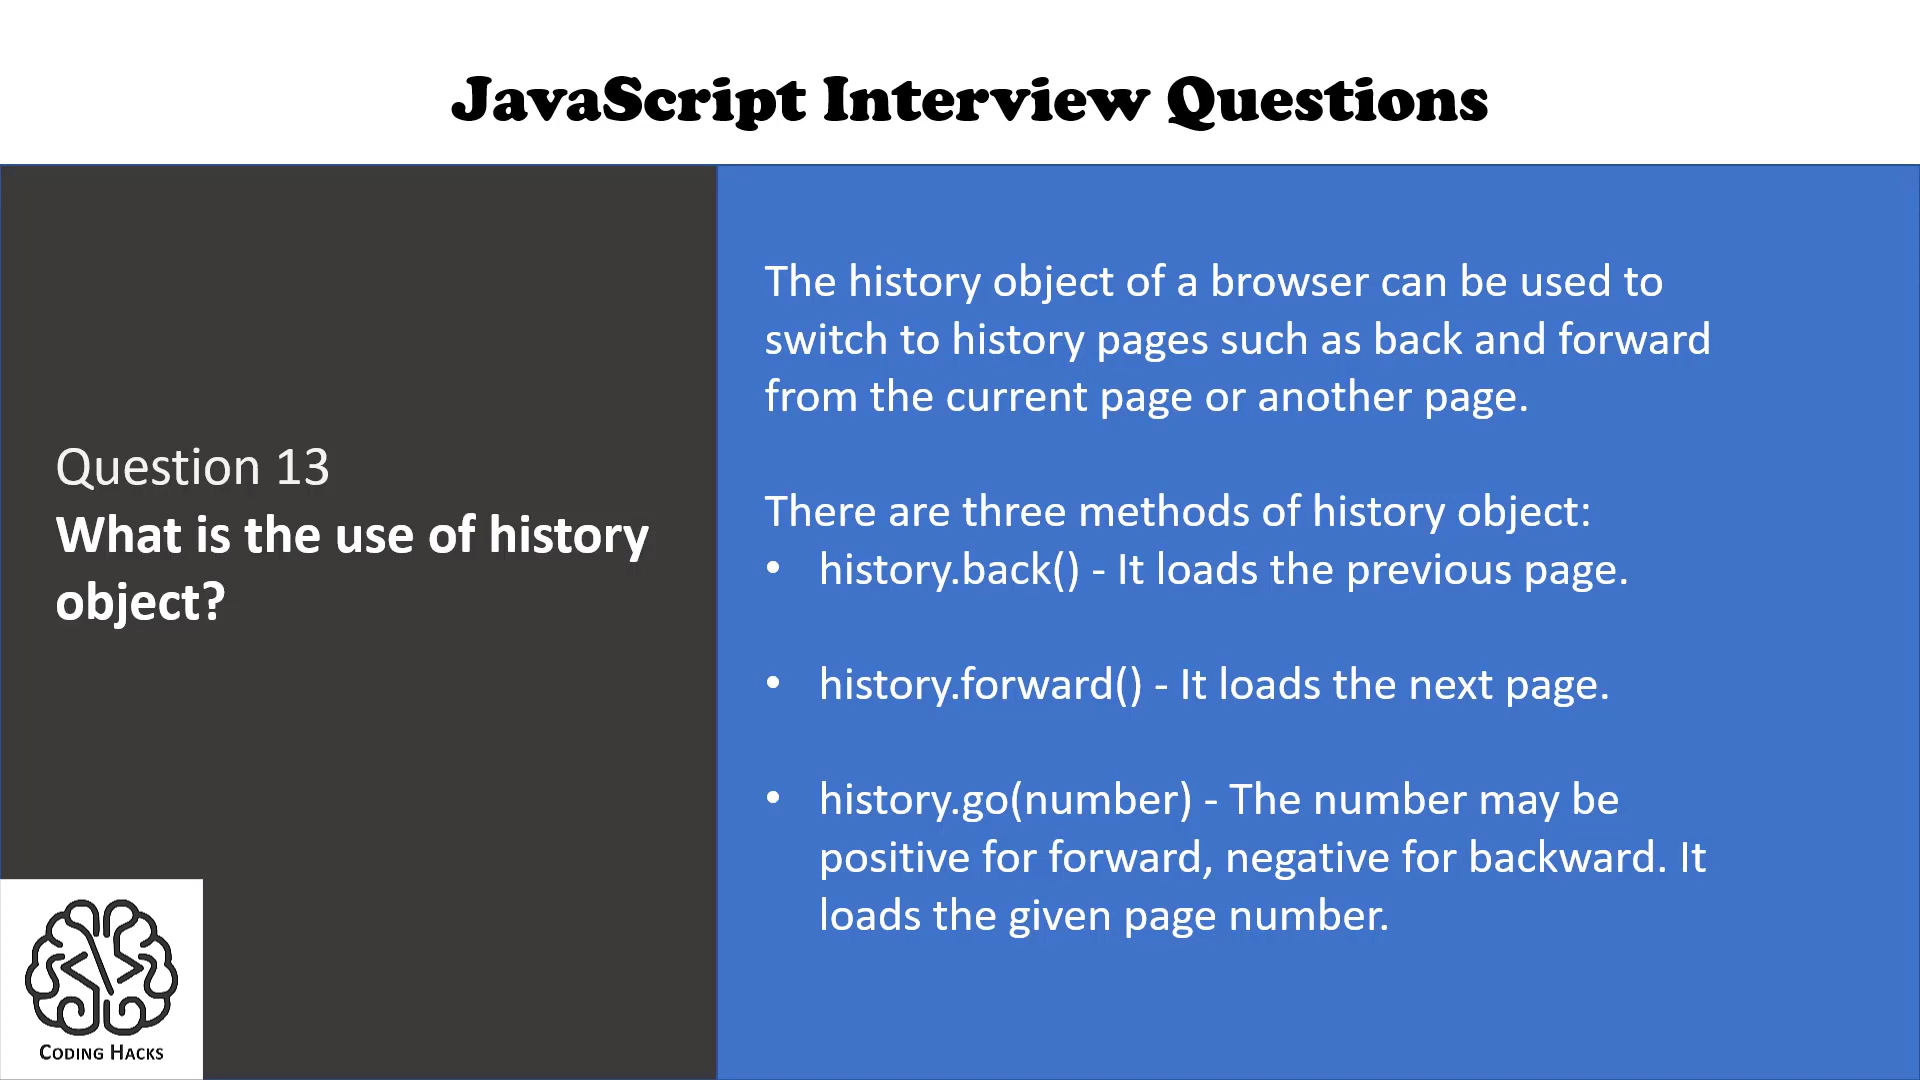 JavaScript Interview Questions
Question 13
What is the use of history
object?
The history object of a browser can be used to
switch to history pages such as back and forward
from the current page or another page.
There are three methods of history object:
• history.back() - It loads the previous page.
• history.forward() - It loads the next page.
• history.go(number) - The number may be
positive for forward, negative for backward. It
loads the given page number.
CODING HACKS